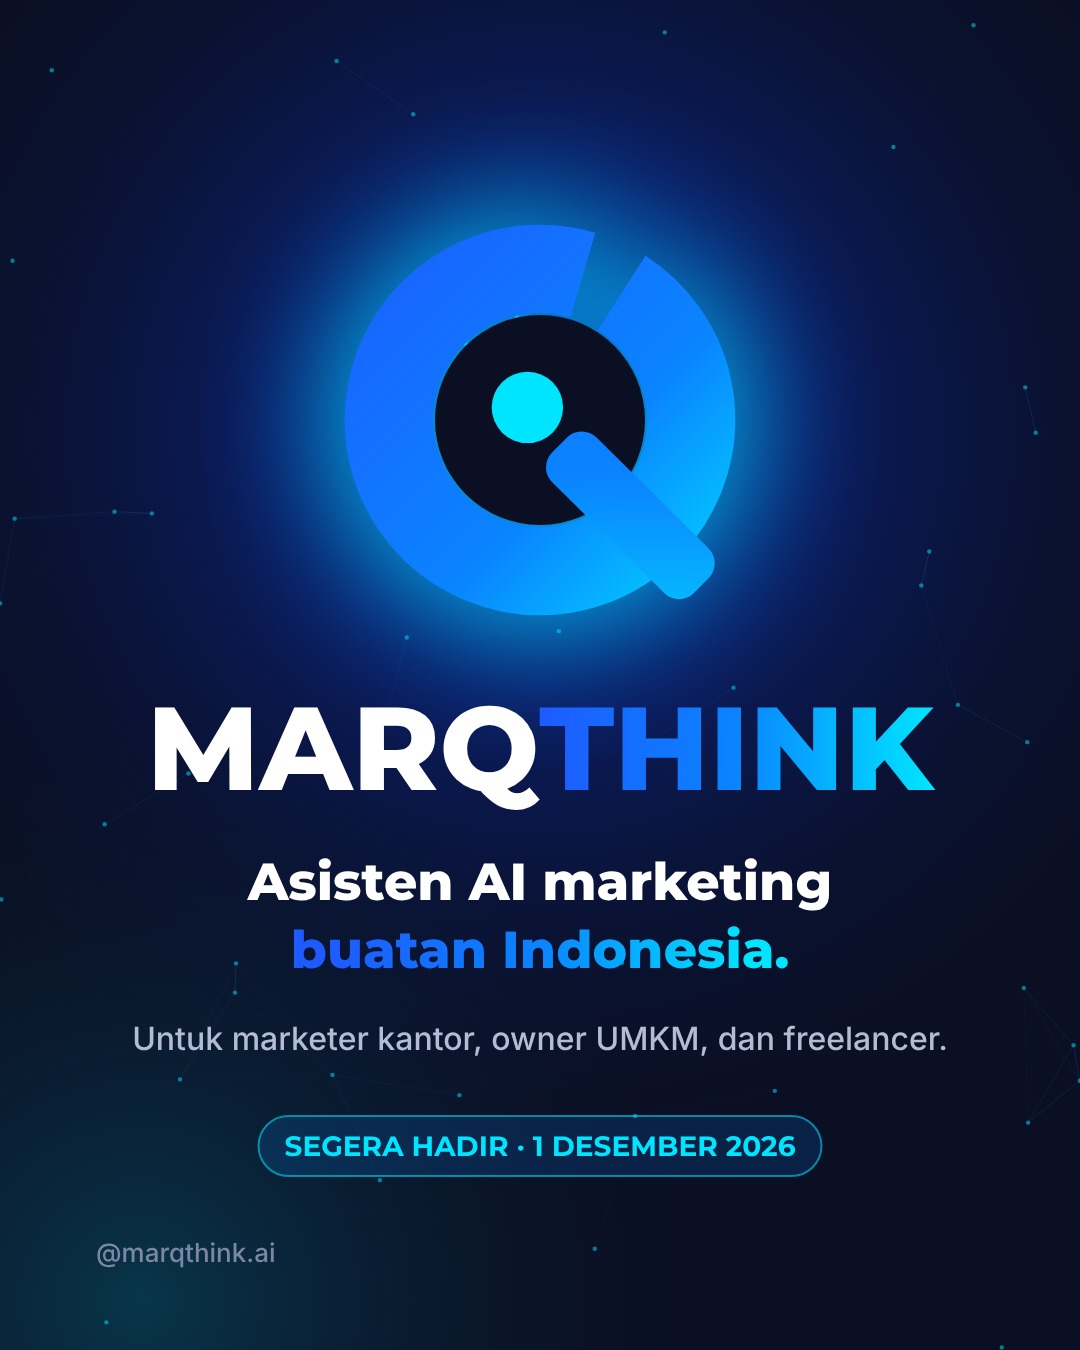 MARQTHINK
Asisten AI marketing
buatan Indonesia.
Untuk marketer kantor, owner UMKM, dan freelancer.
SEGERA HADIR · 1 DESEMBER 2026
@marqthink.ai